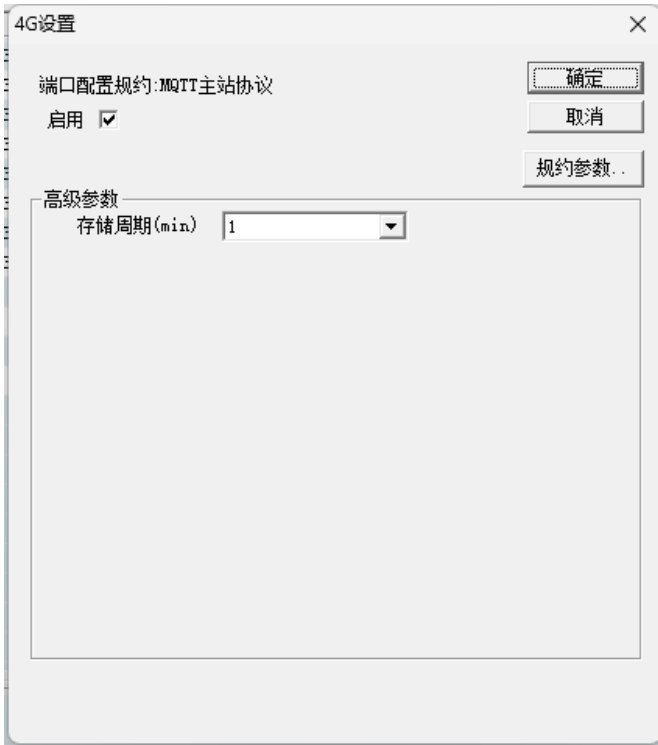 4G设置
端口配置规约:MQTT主站协议
确定
启用
取消
规约参数..
高级参数
存储周期(min) 1